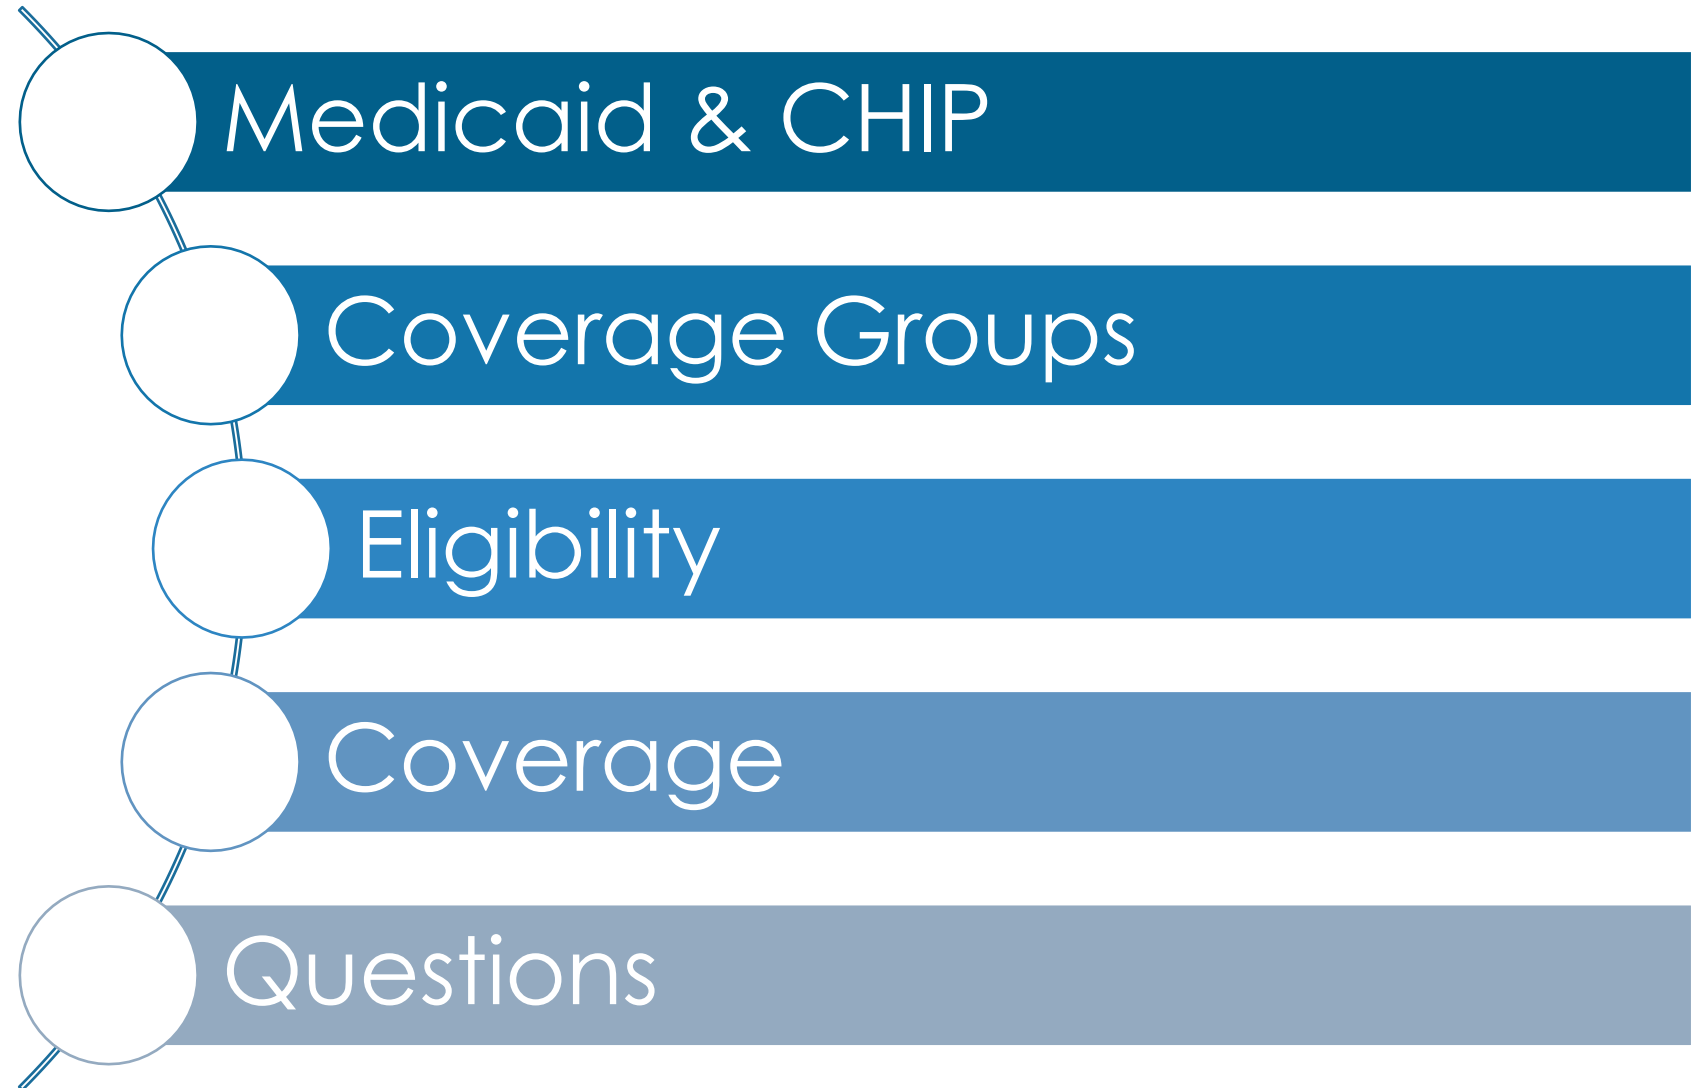 Medicaid & CHIP
Coverage Groups
Eligibility
Coverage
Questions